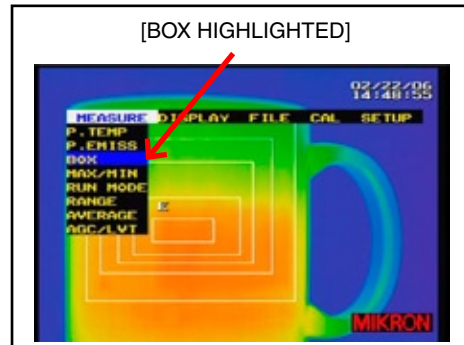 [BOX HIGHLIGHTED]
02/22/06
14:48:55
MEASURE DISPLAY FILE CAL SETUP
P.TEMP
P.EMISS
BOX
MAX/MIN
RUN MODE
RANGE
AVERAGE
AGC/LVT
MIKRON